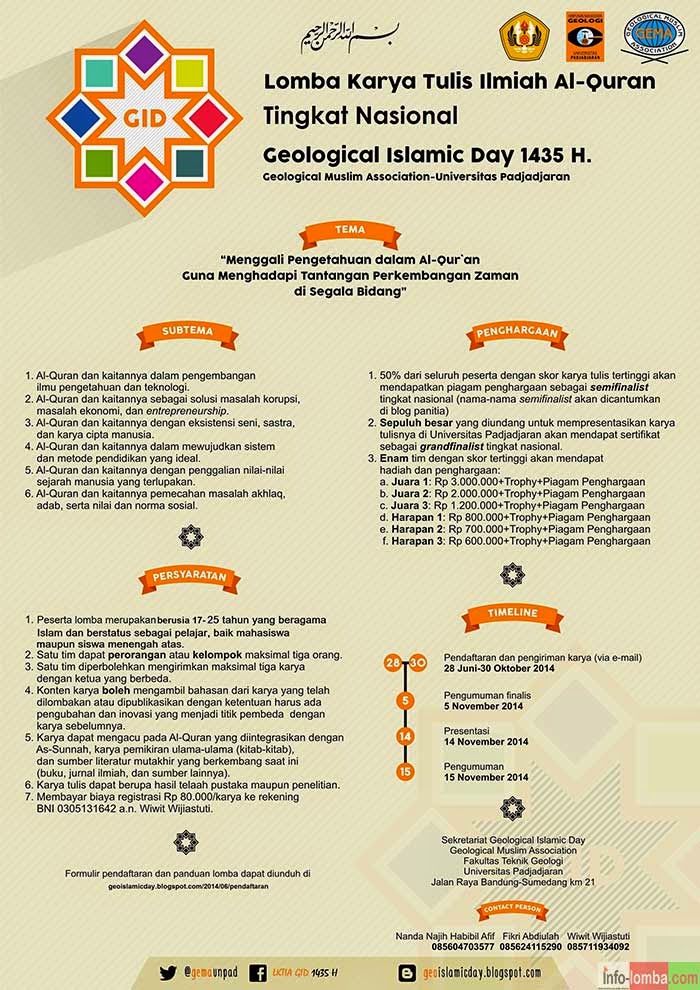 بسم الله الرحمن الرحيم
GEOLOGI
UNIVERSITAS
PADJADJARAN
GEOLOGICAL MUSLIM
GEMA
ASSOCIATION
GID
Lomba Karya Tulis Ilmiah Al-Quran
Tingkat Nasional
Geological Islamic Day 1435 H.
Geological Muslim Association-Universitas Padjadjaran
TEMA
"Menggali Pengetahuan dalam Al-Qur`an
Guna Menghadapi Tantangan Perkembangan Zaman
di Segala Bidang"
SUBTEMA
1. Al-Quran dan kaitannya dalam pengembangan
ilmu pengetahuan dan teknologi.
2. Al-Quran dan kaitannya sebagai solusi masalah korupsi,
masalah ekonomi, dan entrepreneurship.
3. Al-Quran dan kaitannya dengan eksistensi seni, sastra,
dan karya cipta manusia.
4. Al-Quran dan kaitannya dalam mewujudkan sistem
dan metode pendidikan yang ideal.
5. Al-Quran dan kaitannya dengan penggalian nilai-nilai
sejarah manusia yang terlupakan.
6. Al-Quran dan kaitannya pemecahan masalah akhlaq,
adab, serta nilai dan norma sosial.
PERSYARATAN
1. Peserta lomba merupakan berusia 17- 25 tahun yang beragama
Islam dan berstatus sebagai pelajar, baik mahasiswa
maupun siswa menengah atas.
2. Satu tim dapat perorangan atau kelompok maksimal tiga orang.
3. Satu tim diperbolehkan mengirimkan maksimal tiga karya
dengan ketua yang berbeda.
4. Konten karya boleh mengambil bahasan dari karya yang telah
dilombakan atau dipublikasikan dengan ketentuan harus ada
pengubahan dan inovasi yang menjadi titik pembeda dengan
karya sebelumnya.
5. Karya dapat mengacu pada Al-Quran yang diintegrasikan dengan
As-Sunnah, karya pemikiran ulama-ulama (kitab-kitab),
dan sumber literatur mutakhir yang berkembang saat ini
(buku, jurnal ilmiah, dan sumber lainnya).
6. Karya tulis dapat berupa hasil telaah pustaka maupun penelitian.
7. Membayar biaya registrasi Rp 80.000/karya ke rekening
BNI 0305131642 a.n. Wiwit Wijiastuti.
Formulir pendaftaran dan panduan lomba dapat diunduh di
geoislamicday.blogspot.com/2014/06/pendaftaran
PENGHARGAAN
1. 50% dari seluruh peserta dengan skor karya tulis tertinggi akan
mendapatkan piagam penghargaan sebagai semifinalist
tingkat nasional (nama-nama semifinalist akan dicantumkan
di blog panitia)
2. Sepuluh besar yang diundang untuk mempresentasikan karya
tulisnya di Universitas Padjadjaran akan mendapat sertifikat
sebagai grandfinalist tingkat nasional.
3. Enam tim dengan skor tertinggi akan mendapat
hadiah dan penghargaan:
a. Juara 1: Rp 3.000.000+Trophy+Piagam Penghargaan
b. Juara 2: Rp 2.000.000+Trophy+Piagam Penghargaan
c. Juara 3: Rp 1.200.000+Trophy+Piagam Penghargaan
d. Harapan 1: Rp 800.000+Trophy+Piagam Penghargaan
e. Harapan 2: Rp 700.000+Trophy+Piagam Penghargaan
f. Harapan 3: Rp 600.000+Trophy+Piagam Penghargaan
TIMELINE
28 30 Pendaftaran dan pengiriman karya (via e-mail)
28 Juni-30 Oktober 2014
5 Pengumuman finalis
5 November 2014
14 Presentasi
14 November 2014
15 Pengumuman
15 November 2014
Sekretariat Geological Islamic Day
Geological Muslim Association
Fakultas Teknik Geologi
Universitas Padjadjaran
Jalan Raya Bandung-Sumedang km 21
CONTACT PERSON
Nanda Najih Habibil Afif Fikri Abdiulah Wiwit Wijiastuti
085604703577 085624115290 085711934092
@gemaunpad LKTIA GID 1435 H geoislamicday.blogspot.com
Info-lomba.com